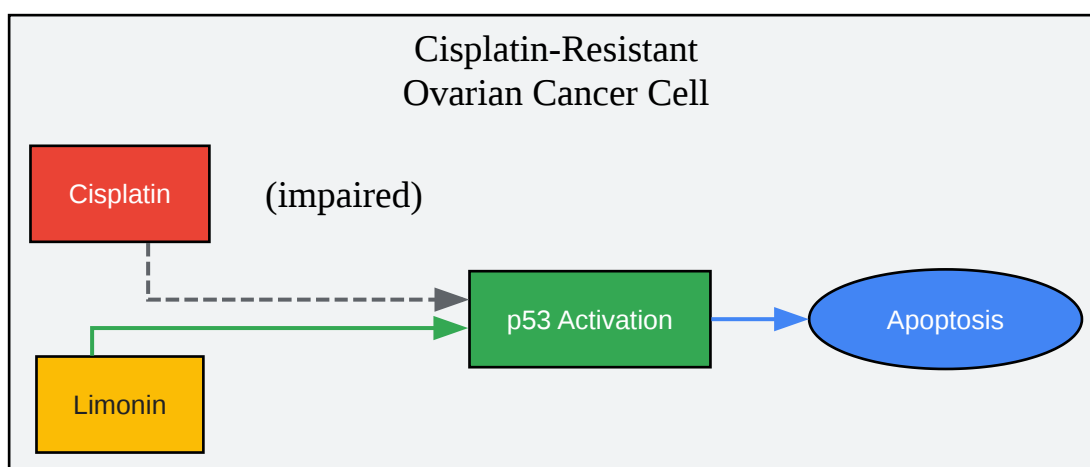 Cisplatin-Resistant
Ovarian Cancer Cell
Cisplatin
(impaired)
p53 Activation
Apoptosis
Limonin